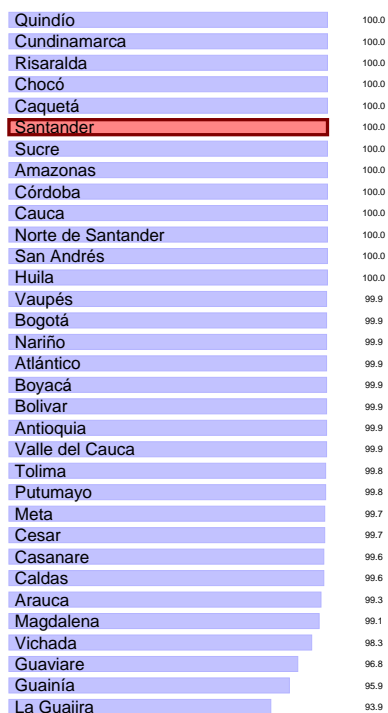 Quindío 100.0
Cundinamarca 100.0
Risaralda 100.0
Chocó 100.0
Caquetá 100.0
Santander 100.0
Sucre 100.0
Amazonas 100.0
Córdoba 100.0
Cauca 100.0
Norte de Santander 100.0
San Andrés 100.0
Huila 100.0
Vaupés 99.9
Bogotá 99.9
Nariño 99.9
Atlántico 99.9
Boyacá 99.9
Bolivar 99.9
Antioquia 99.9
Valle del Cauca 99.9
Tolima 99.8
Putumayo 99.8
Meta 99.7
Cesar 99.7
Casanare 99.6
Caldas 99.6
Arauca 99.3
Magdalena 99.1
Vichada 98.3
Guaviare 96.8
Guainía 95.9
La Guajira 93.9